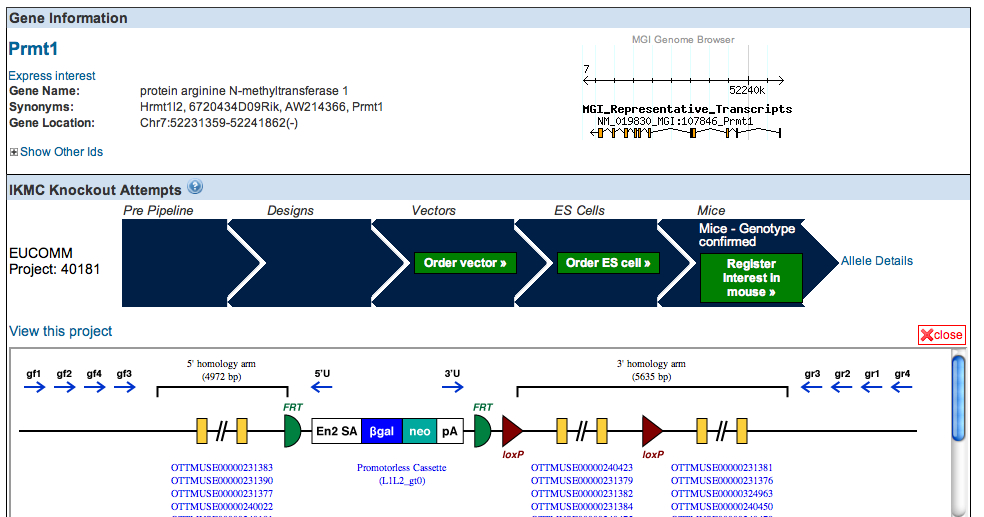 Gene Information
Prmt1
Express interest
Gene Name: protein arginine N-methyltransferase 1
Synonyms: Hrmt1l2, 6720434D09Rik, AW214366, Prmt1
Gene Location: Chr7:52231359-52241862(-)
Show Other Ids
MGI Genome Browser
7
52240k
MGI_Representative_Transcripts
NM_019830_MGI:107846_Prmt1
IKMC Knockout Attempts ?
Pre Pipeline Designs Vectors ES Cells Mice
EUCOMM
Project: 40181
Order vector »
Order ES cell »
Mice - Genotype
confirmed
Register
Interest in
mouse »
Allele Details
View this project
close
5' homology arm
(4972 bp)
3' homology arm
(5635 bp)
gf1 gf2 gf4 gf3 5'U 3'U gr3 gr2 gr1 gr4
FRT FRT
En2 SA βgal neo pA
loxP loxP
OTTMUSE00000231383 Promotorless Cassette OTTMUSE00000240423 OTTMUSE00000231381
OTTMUSE00000231390 (L1L2_gt0) OTTMUSE00000231379 OTTMUSE00000231376
OTTMUSE00000231377 OTTMUSE00000231382 OTTMUSE00000324963
OTTMUSE00000240022 OTTMUSE00000231384 OTTMUSE00000240450